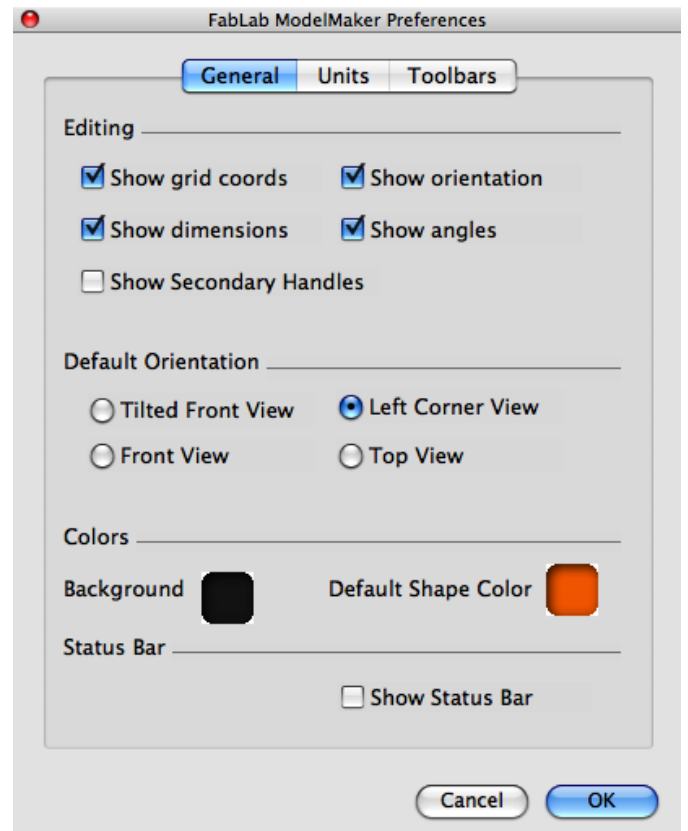 FabLab ModelMaker Preferences
General Units Toolbars
Editing
Show grid coords Show orientation
Show dimensions Show angles
Show Secondary Handles
Default Orientation
Tilted Front View Left Corner View
Front View Top View
Colors
Background Default Shape Color
Status Bar
Show Status Bar
Cancel OK